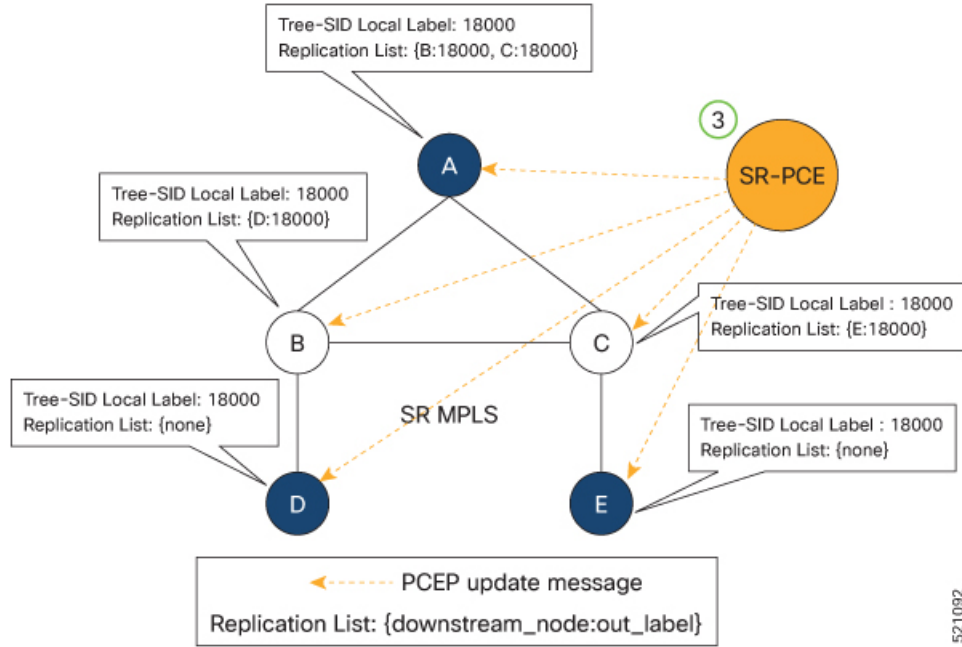 Tree-SID Local Label: 18000
Replication List: {B:18000, C:18000}
3
SR-PCE
A
Tree-SID Local Label: 18000
Replication List: {D:18000}
B
C
Tree-SID Local Label : 18000
Replication List: {E:18000}
Tree-SID Local Label: 18000
Replication List: {none}
SR MPLS
Tree-SID Local Label : 18000
Replication List: {none}
D
E
PCEP update message
Replication List: {downstream_node:out_label}
521092